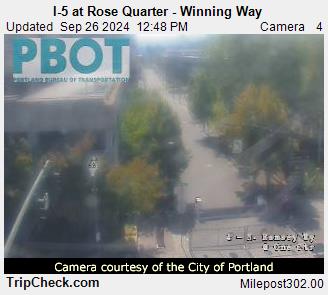 I-5 at Rose Quarter - Winning Way
Updated Sep 26 2024 12:48 PM Camera 4
PBOT
PORTLAND BUREAU OF TRANSPORTATION
Camera courtesy of the City of Portland
TripCheck.com Milepost302.00